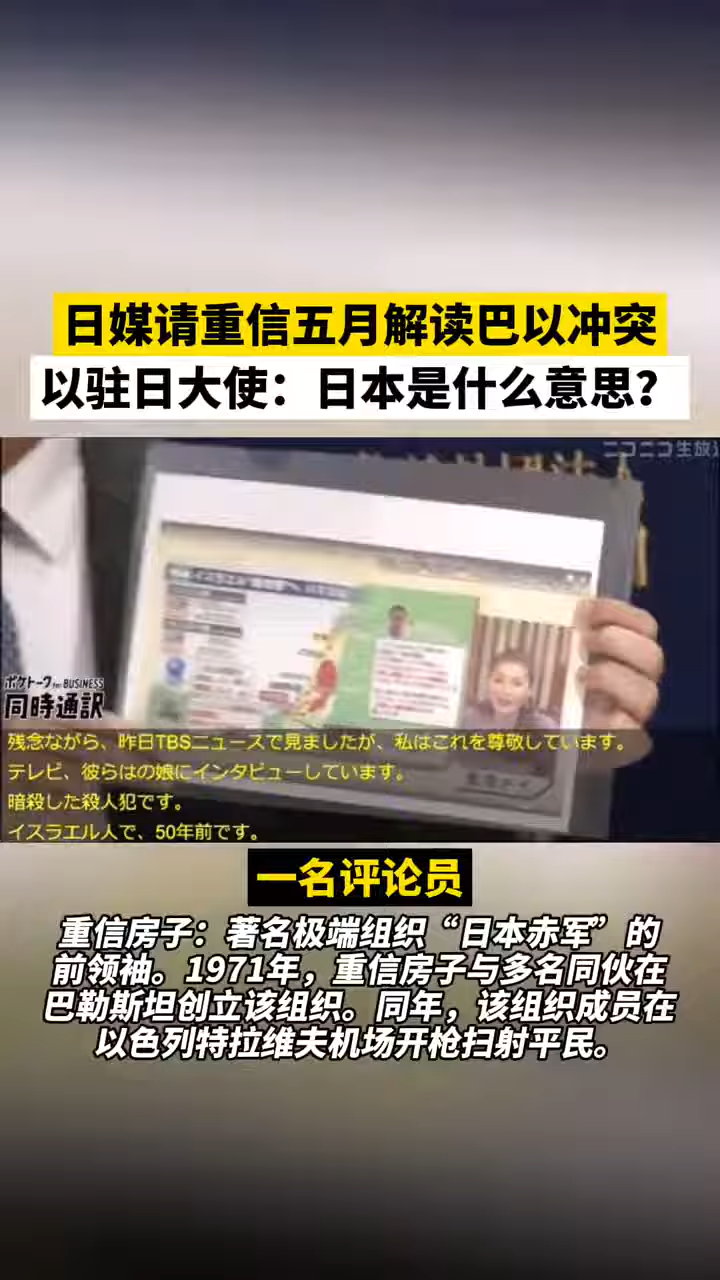 日媒请重信五月解读巴以冲突
以驻日大使：日本是什么意思？
ニコニコ生放送
ポケトーク for BUSINESS
同時通訳
残念ながら、昨日TBSニュースで見ましたが、私はこれを尊敬しています。
テレビ、彼らはの娘にインタビューしています。
暗殺した殺人犯です。
イスラエル人で、50年前です。
一名评论员
重信房子：著名极端组织“日本赤军”的
前领袖。1971年，重信房子与多名同伙在
巴勒斯坦创立该组织。同年，该组织成员在
以色列特拉维夫机场开枪扫射平民。